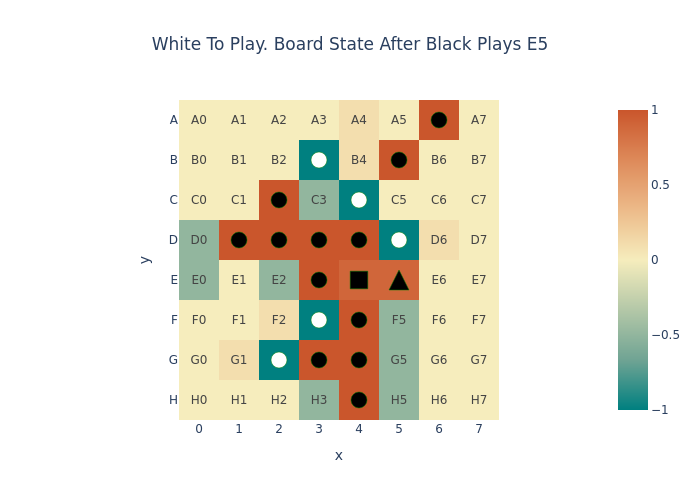 White To Play. Board State After Black Plays E5
A A0 A1 A2 A3 A4 A5 A7 1
B B0 B1 B2 B4 B6 B7
C C0 C1 C3 C5 C6 C7 0.5
D D0 D6 D7
y 0
E E0 E1 E2 E6 E7
F F0 F1 F2 F5 F6 F7 −0.5
G G0 G1 G5 G6 G7
H H0 H1 H2 H3 H5 H6 H7 −1
0 1 2 3 4 5 6 7
x